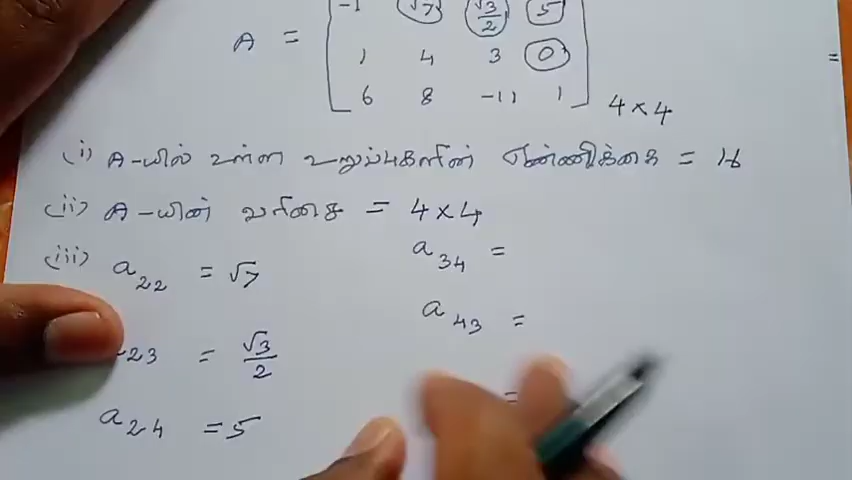 -1 √7 √3/2 5
A = 1 4 3 0 =
6 8 -11 1 4×4
(i) A-யில் உள்ள உறுப்புகளின் எண்ணிக்கை = 16
(ii) A-யின் வரிசை = 4×4
(iii) a22 = √7 a34 =
a43 =
23 = √3/2
=
a24 = 5